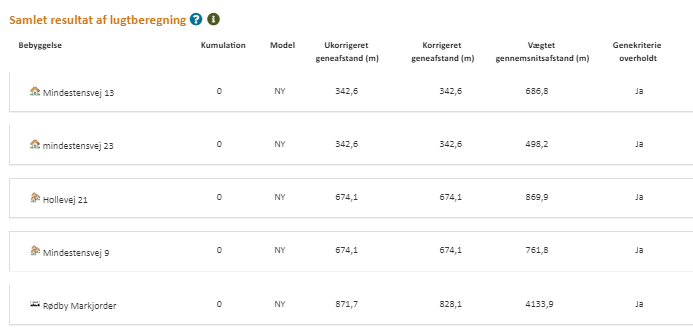 Samlet resultat af lugtberegning ? i
Bebyggelse Kumulation Model Ukorrigeret geneafstand (m) Korrigeret geneafstand (m) Vægtet gennemsnitsafstand (m) Genekriterie overholdt
Mindestensvej 13 0 NY 342,6 342,6 686,8 Ja
mindestensvej 23 0 NY 342,6 342,6 498,2 Ja
Hollevej 21 0 NY 674,1 674,1 869,9 Ja
Mindestensvej 9 0 NY 674,1 674,1 761,8 Ja
Rødby Markjorder 0 NY 871,7 828,1 4133,9 Ja